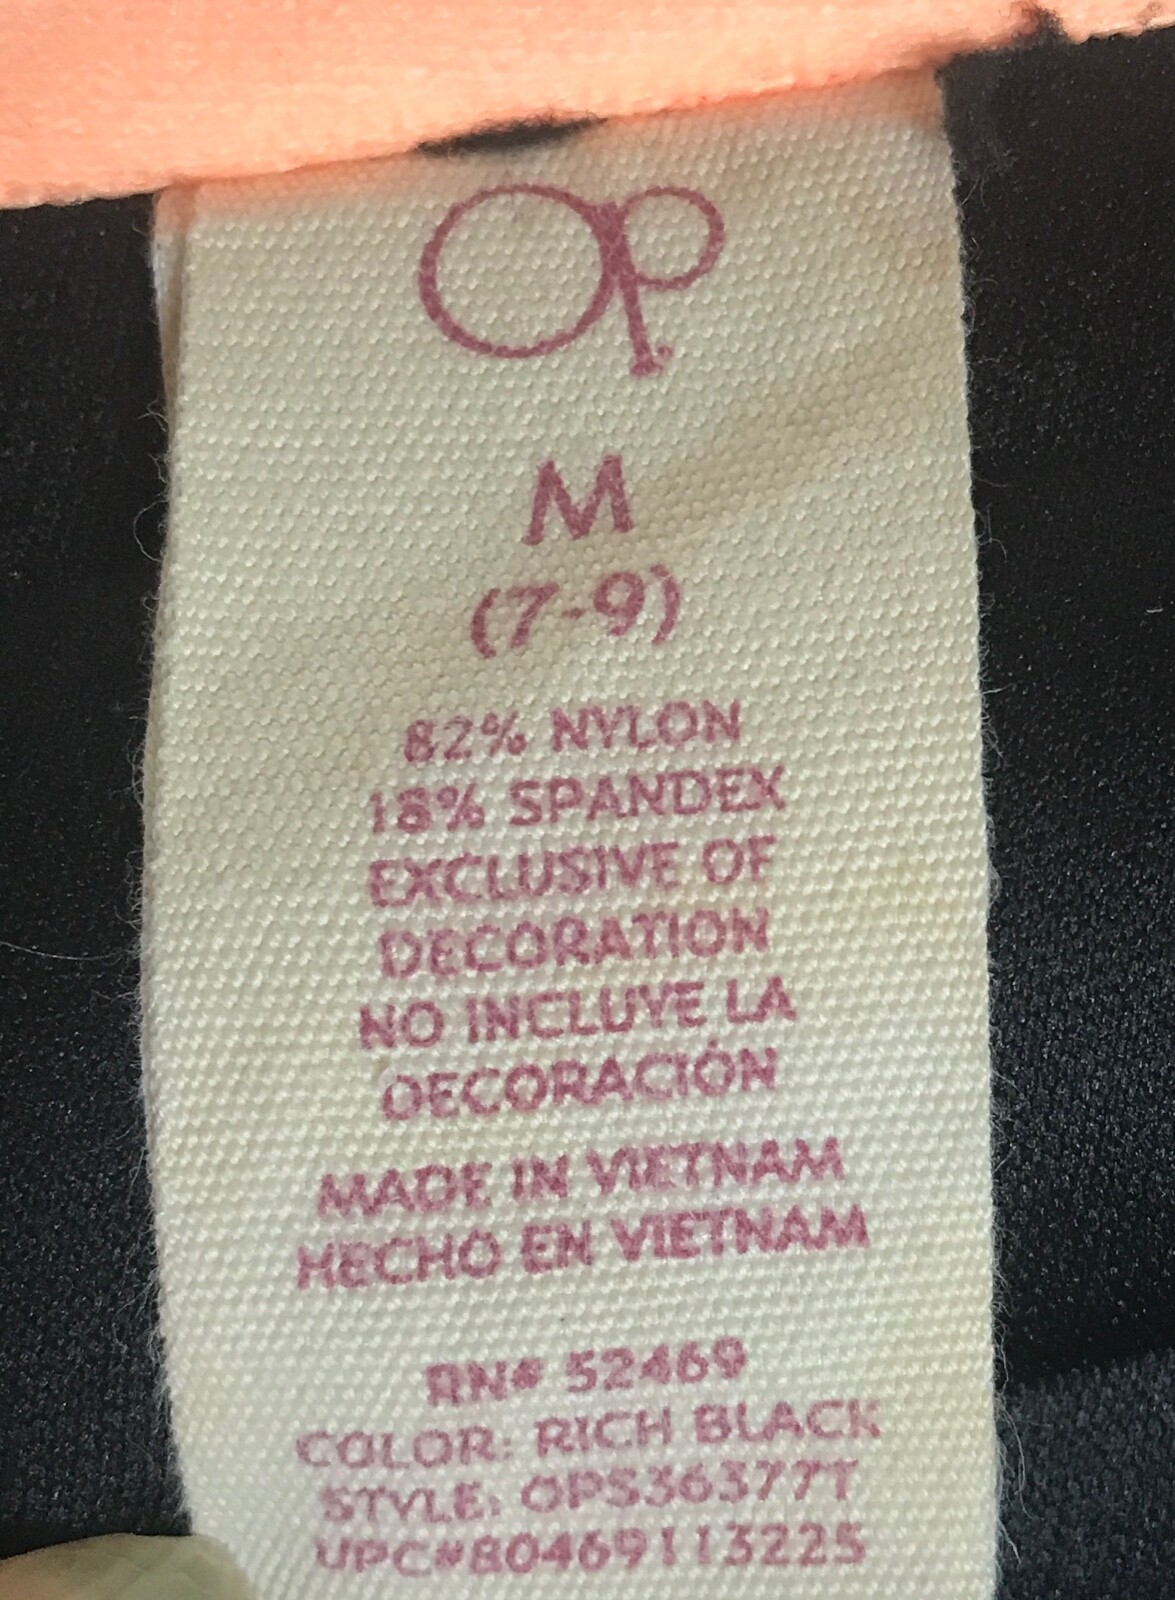 Op
M
(7-9)
82% NYLON
18% SPANDEX
EXCLUSIVE OF
DECORATION
NO INCLUYE LA
DECORACIÓN
MADE IN VIETNAM
HECHO EN VIETNAM
RN# 52469
COLOR: RICH BLACK
STYLE: OPS36377T
UPC#80469113225